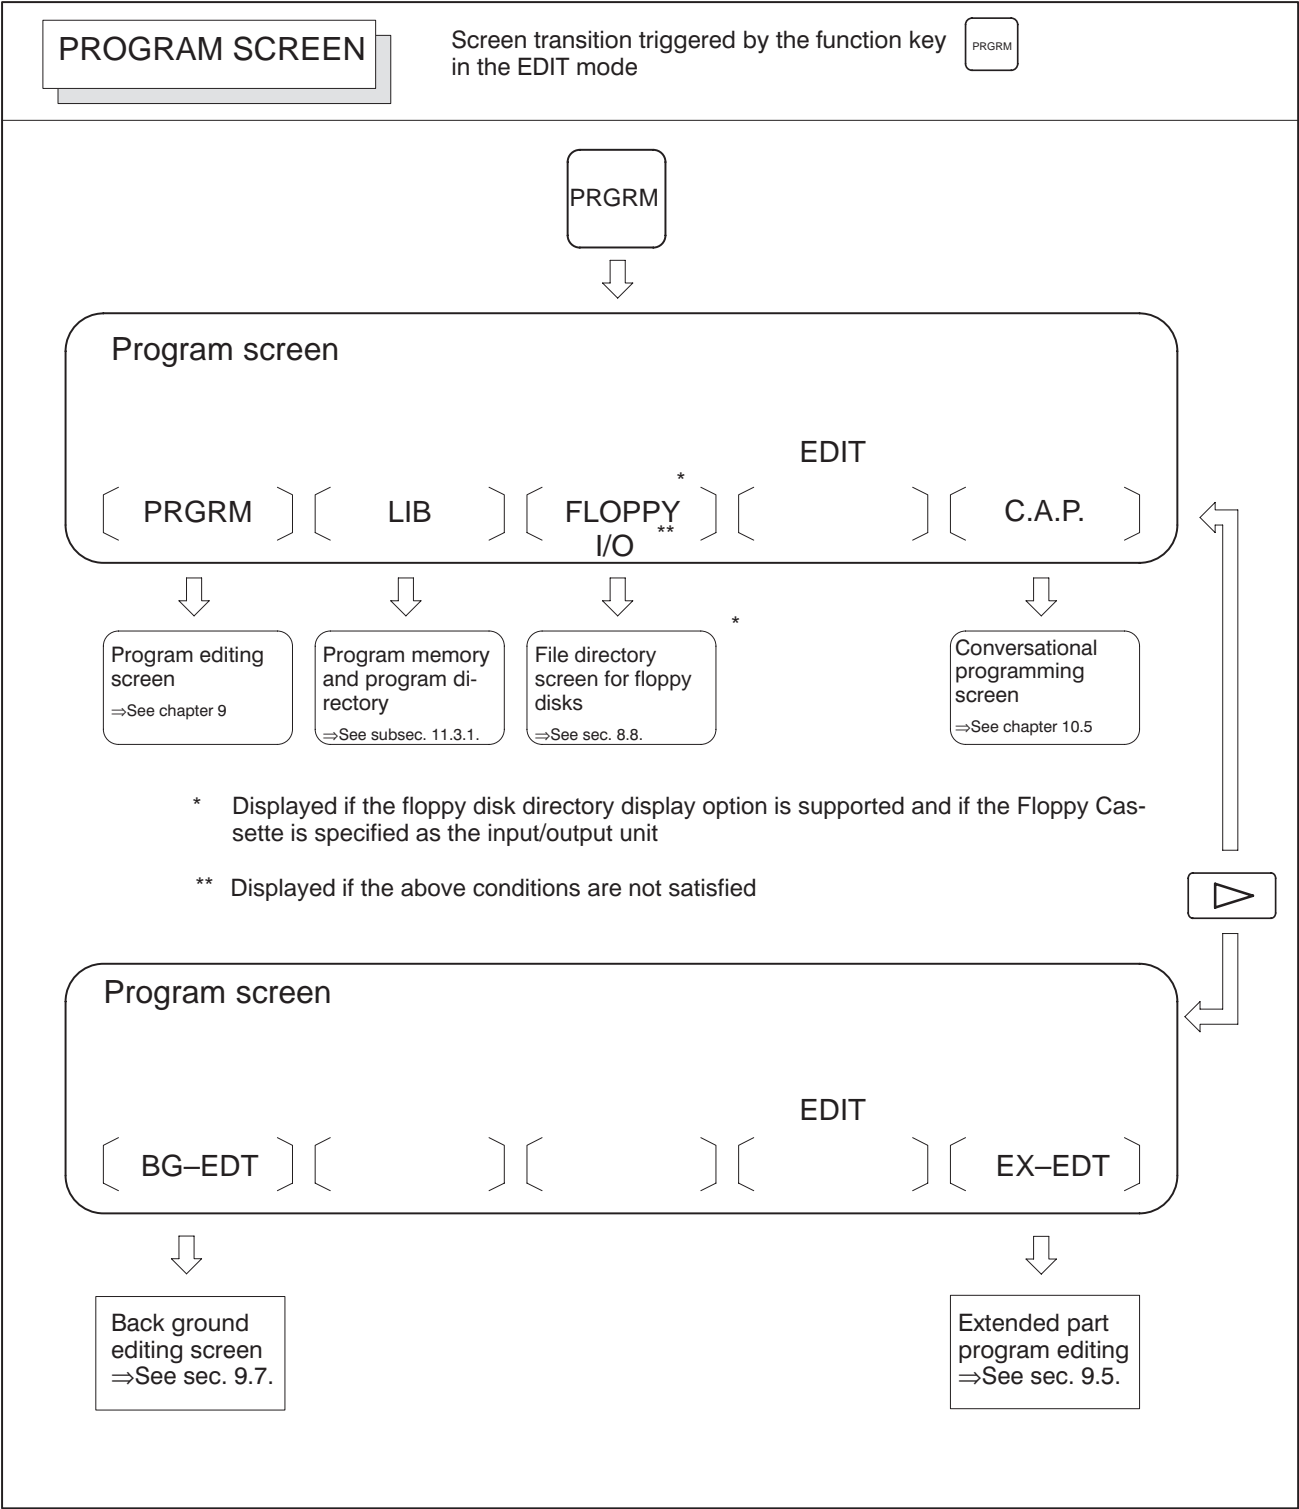 PROGRAM SCREEN
Screen transition triggered by the function key
in the EDIT mode
PRGRM
PRGRM
Program screen
EDIT
PRGRM
LIB
FLOPPY *
I/O **
C.A.P.
Program editing
screen
⇒See chapter 9
Program memory
and program di-
rectory
⇒See subsec. 11.3.1.
File directory
screen for floppy
disks
⇒See sec. 8.8.
*
Conversational
programming
screen
⇒See chapter 10.5
* Displayed if the floppy disk directory display option is supported and if the Floppy Cas-
sette is specified as the input/output unit
** Displayed if the above conditions are not satisfied
Program screen
EDIT
BG–EDT
EX–EDT
Back ground
editing screen
⇒See sec. 9.7.
Extended part
program editing
⇒See sec. 9.5.